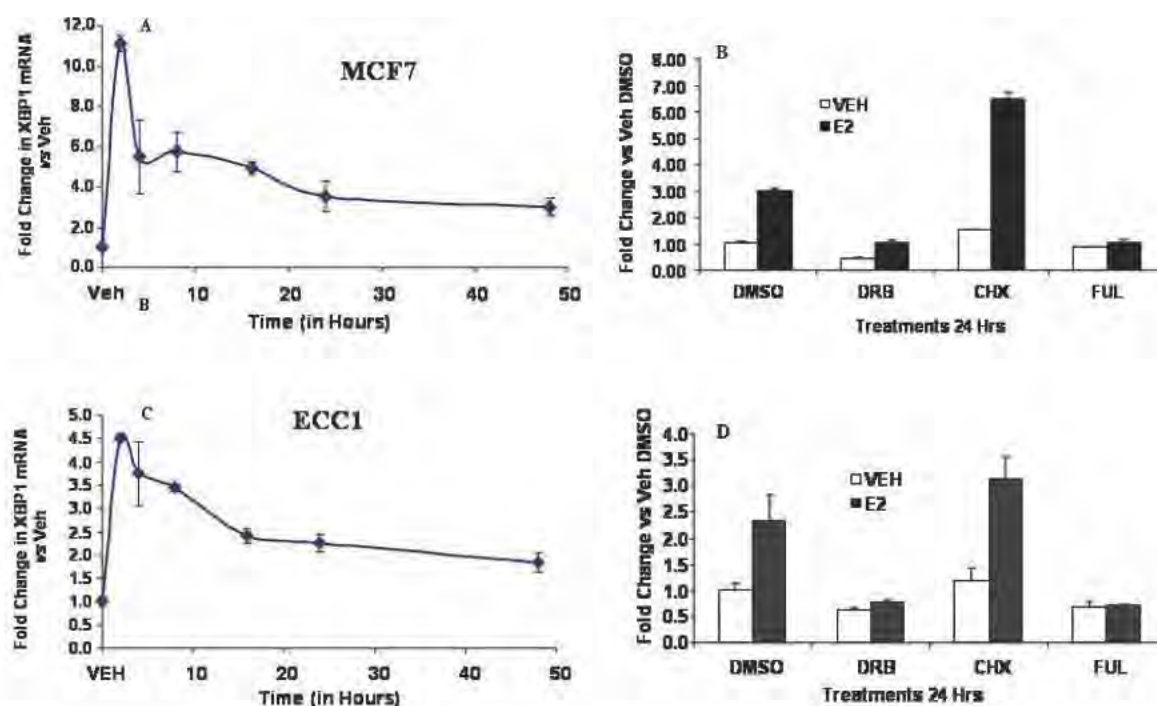 A
MCF7
Fold Change in XBP1 mRNA
vs Veh
12.0
10.0
8.0
6.0
4.0
2.0
0.0
Veh 10 20 30 40 50
B
Time (in Hours)
B
VEH
E2
Fold Change vs Veh DMSO
8.00
7.00
6.00
5.00
4.00
3.00
2.00
1.00
0.00
DMSO DRB CHX FUL
Treatments 24 Hrs
C
ECC1
Fold Change in XBP1 mRNA
vs Veh
5.0
4.5
4.0
3.5
3.0
2.5
2.0
1.5
1.0
0.5
0.0
VEH 10 20 30 40 50
Time (in Hours)
D
VEH
E2
Fold Change vs Veh DMSO
4.0
3.5
3.0
2.5
2.0
1.5
1.0
0.5
0.0
DMSO DRB CHX FUL
Treatments 24 Hrs